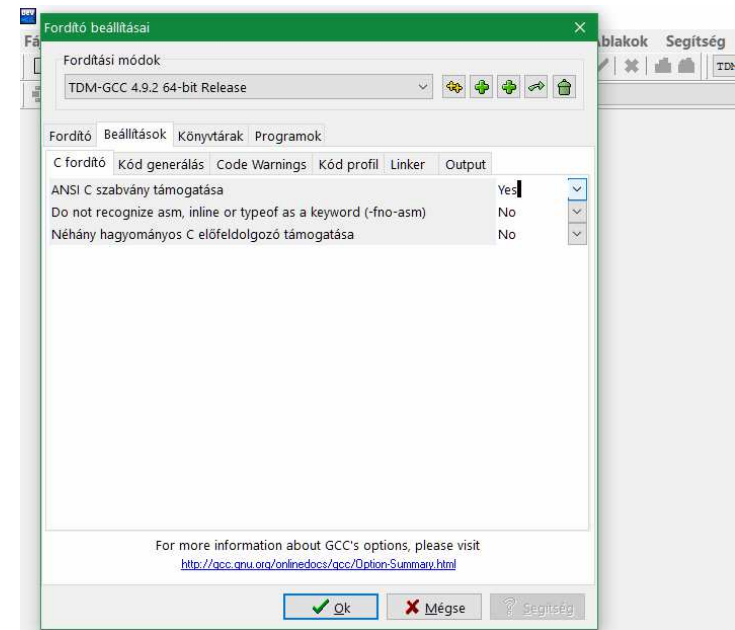 DEV
Fordító beállításai
Fá
Ablakok Segítség
Fordítási módok
TDM-GCC 4.9.2 64-bit Release
TDM
Fordító Beállítások Könyvtárak Programok
C fordító Kód generálás Code Warnings Kód profil Linker Output
ANSI C szabvány támogatása Yes
Do not recognize asm, inline or typeof as a keyword (-fno-asm) No
Néhány hagyományos C előfeldolgozó támogatása No
For more information about GCC's options, please visit
http://gcc.gnu.org/onlinedocs/gcc/Option-Summary.html
Ok Mégse Segítség